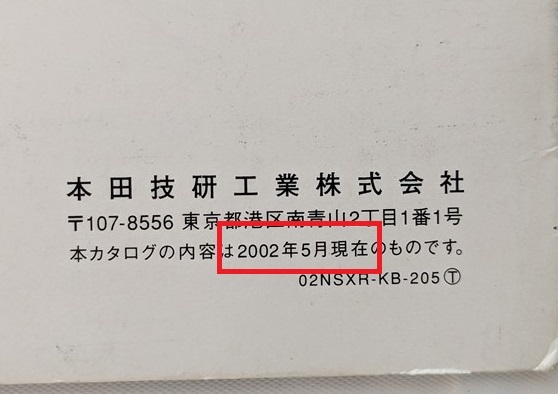 本田技研工業株式会社
〒107-8556 東京都港区南青山2丁目1番1号
本カタログの内容は2002年5月現在のものです。
02NSXR-KB-205Ⓣ